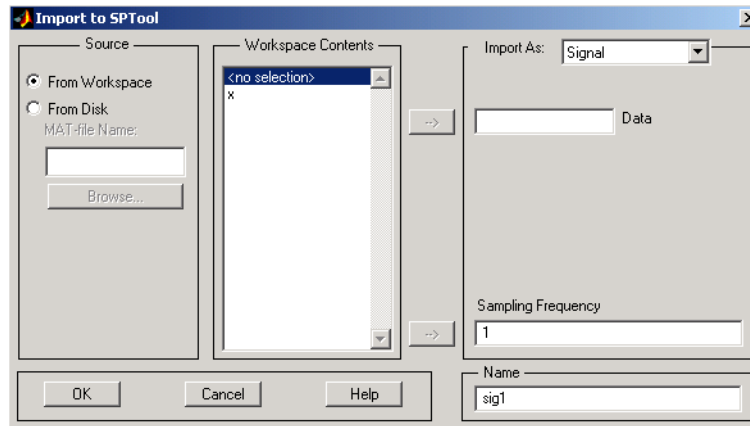 Import to SPTool
Source
From Workspace
From Disk
MAT-file Name:
Browse...
Workspace Contents
<no selection>
x
-->
-->
Import As:
Signal
Data
Sampling Frequency
1
Name
sig1
OK
Cancel
Help